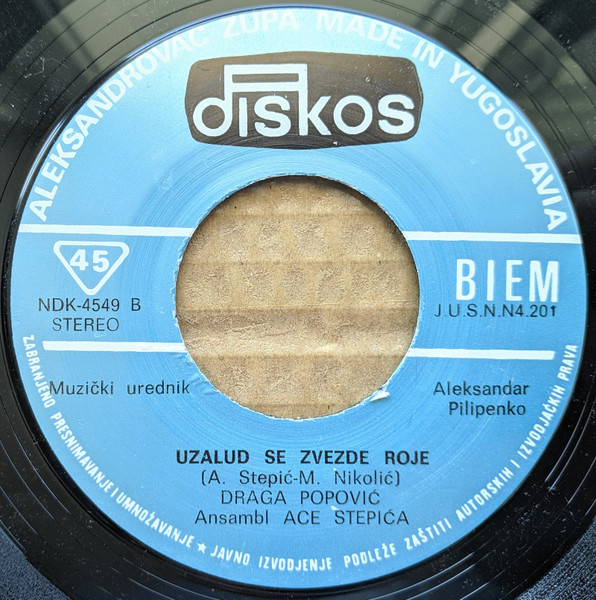 ALEKSANDROVAC ŽUPA MADE IN YUGOSLAVIA
diskos
45
NDK-4549 B
STEREO
BIEM
J.U.S.N.N4.201
Muzički urednik
Aleksandar
Pilipenko
UZALUD SE ZVEZDE ROJE
(A. Stepić-M. Nikolić)
DRAGA POPOVIĆ
Ansambl ACE STEPIĆA
ZABRANJENO PRESNIMAVANJE I UMNOŽAVANJE ★ JAVNO IZVODJENJE PODLEŽE ZAŠTITI AUTORSKIH I IZVODJAČKIH PRAVA